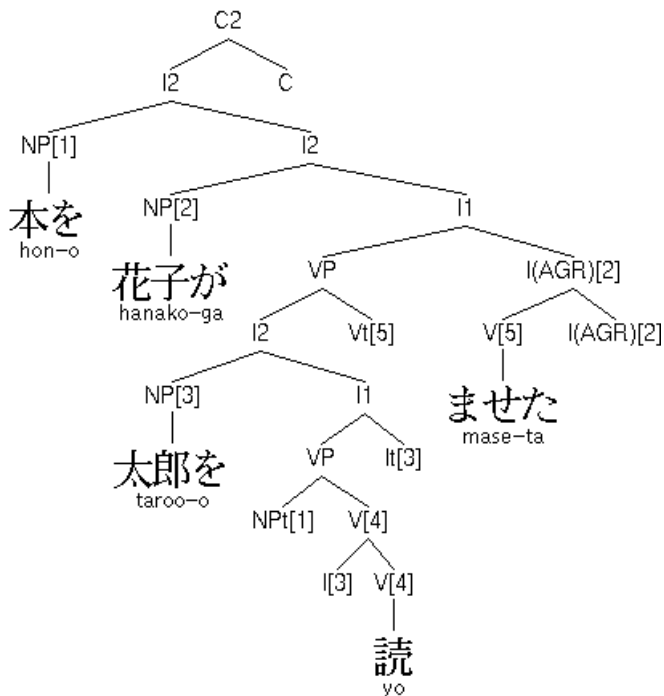 C2
I2 C
NP[1] I2
本を
hon-o
NP[2] I1
花子が
hanako-ga
VP I(AGR)[2]
I2 Vt[5] V[5] I(AGR)[2]
ませた
mase-ta
NP[3] I1
太郎を
taroo-o
VP It[3]
NPt[1] V[4]
I[3] V[4]
読
yo